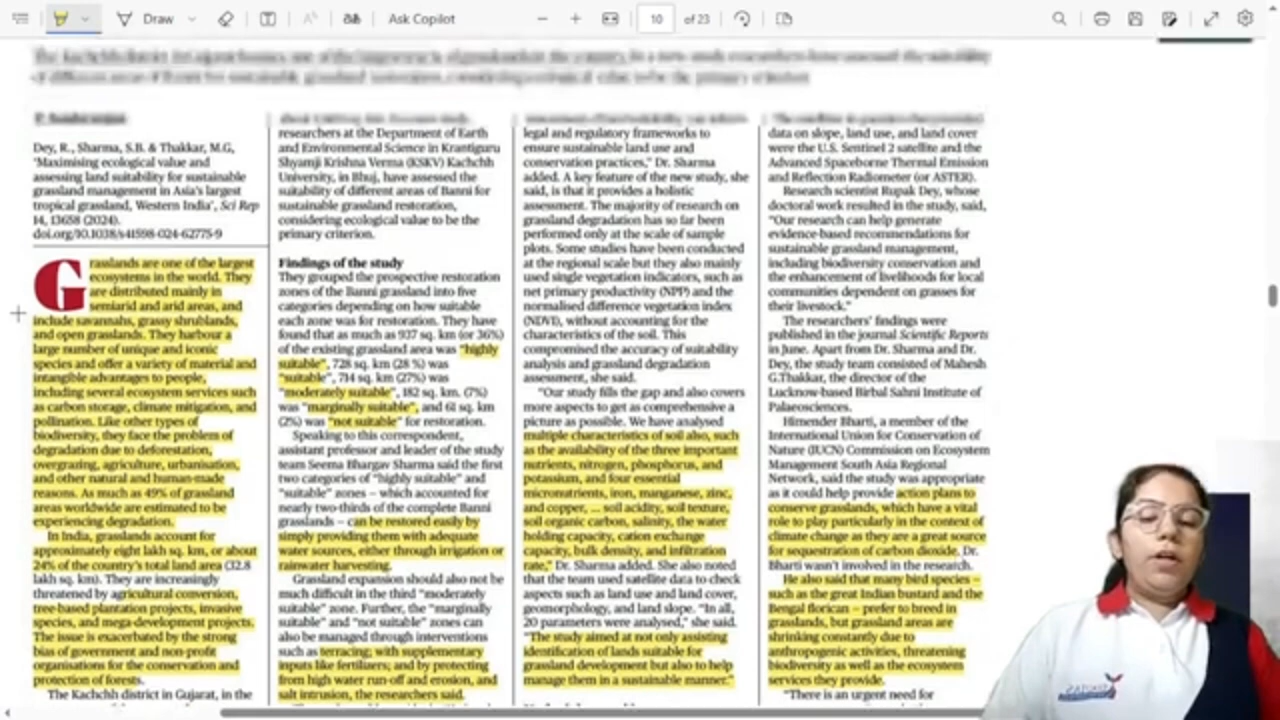 Draw
Ask Copilot
10 of 23
Dey, R., Sharma, S.B. & Thakkar, M.G,
'Maximising ecological value and
assessing land suitability for sustainable
grassland management in Asia's largest
tropical grassland, Western India', Sci Rep
14, 13658 (2024).
doi.org/10.1038/s41598-024-62775-9
Grasslands are one of the largest
ecosystems in the world. They
are distributed mainly in
semiarid and arid areas, and
include savannahs, grassy shrublands,
and open grasslands. They harbour a
large number of unique and iconic
species and offer a variety of material and
intangible advantages to people,
including several ecosystem services such
as carbon storage, climate mitigation, and
pollination. Like other types of
biodiversity, they face the problem of
degradation due to deforestation,
overgrazing, agriculture, urbanisation,
and other natural and human-made
reasons. As much as 49% of grassland
areas worldwide are estimated to be
experiencing degradation.
In India, grasslands account for
approximately eight lakh sq. km, or about
24% of the country's total land area (32.8
lakh sq. km). They are increasingly
threatened by agricultural conversion,
tree-based plantation projects, invasive
species, and mega-development projects.
The issue is exacerbated by the strong
bias of government and non-profit
organisations for the conservation and
protection of forests.
The Kachchh district in Gujarat, in the
researchers at the Department of Earth
and Environmental Science in Krantiguru
Shyamji Krishna Verma (KSKV) Kachchh
University, in Bhuj, have assessed the
suitability of different areas of Banni for
sustainable grassland restoration,
considering ecological value to be the
primary criterion.
Findings of the study
They grouped the prospective restoration
zones of the Banni grassland into five
categories depending on how suitable
each zone was for restoration. They have
found that as much as 937 sq. km (or 36%)
of the existing grassland area was "highly
suitable", 728 sq. km (28 %) was
"suitable", 714 sq. km (27%) was
"moderately suitable", 182 sq. km. (7%)
was "marginally suitable", and 61 sq. km
(2%) was "not suitable" for restoration.
Speaking to this correspondent,
assistant professor and leader of the study
team Seema Bhargav Sharma said the first
two categories of "highly suitable" and
"suitable" zones – which accounted for
nearly two-thirds of the complete Banni
grasslands – can be restored easily by
simply providing them with adequate
water sources, either through irrigation or
rainwater harvesting.
Grassland expansion should also not be
much difficult in the third "moderately
suitable" zone. Further, the "marginally
suitable" and "not suitable" zones can
also be managed through interventions
such as terracing, with supplementary
inputs like fertilizers; and by protecting
from high water run-off and erosion, and
salt intrusion, the researchers said.
legal and regulatory frameworks to
ensure sustainable land use and
conservation practices," Dr. Sharma
added. A key feature of the new study, she
said, is that it provides a holistic
assessment. The majority of research on
grassland degradation has so far been
performed only at the scale of sample
plots. Some studies have been conducted
at the regional scale but they also mainly
used single vegetation indicators, such as
net primary productivity (NPP) and the
normalised difference vegetation index
(NDVI), without accounting for the
characteristics of the soil. This
compromised the accuracy of suitability
analysis and grassland degradation
assessment, she said.
"Our study fills the gap and also covers
more aspects to get as comprehensive a
picture as possible. We have analysed
multiple characteristics of soil also, such
as the availability of the three important
nutrients, nitrogen, phosphorus, and
potassium, and four essential
micronutrients, iron, manganese, zinc,
and copper, ... soil acidity, soil texture,
soil organic carbon, salinity, the water
holding capacity, cation exchange
capacity, bulk density, and infiltration
rate," Dr. Sharma added. She also noted
that the team used satellite data to check
aspects such as land use and land cover,
geomorphology, and land slope. "In all,
20 parameters were analysed," she said.
"The study aimed at not only assisting
identification of lands suitable for
grassland development but also to help
manage them in a sustainable manner."
data on slope, land use, and land cover
were the U.S. Sentinel 2 satellite and the
Advanced Spaceborne Thermal Emission
and Reflection Radiometer (or ASTER).
Research scientist Rupak Dey, whose
doctoral work resulted in the study, said,
"Our research can help generate
evidence-based recommendations for
sustainable grassland management,
including biodiversity conservation and
the enhancement of livelihoods for local
communities dependent on grasses for
their livestock."
The researchers' findings were
published in the journal Scientific Reports
in June. Apart from Dr. Sharma and Dr.
Dey, the study team consisted of Mahesh
G.Thakkar, the director of the
Lucknow-based Birbal Sahni Institute of
Palaeosciences.
Himender Bharti, a member of the
International Union for Conservation of
Nature (IUCN) Commission on Ecosystem
Management South Asia Regional
Network, said the study was appropriate
as it could help provide action plans to
conserve grasslands, which have a vital
role to play particularly in the context of
climate change as they are a great source
for sequestration of carbon dioxide. Dr.
Bharti wasn't involved in the research.
He also said that many bird species –
such as the great Indian bustard and the
Bengal florican – prefer to breed in
grasslands, but grassland areas are
shrinking constantly due to
anthropogenic activities, threatening
biodiversity as well as the ecosystem
services they provide.
"There is an urgent need for